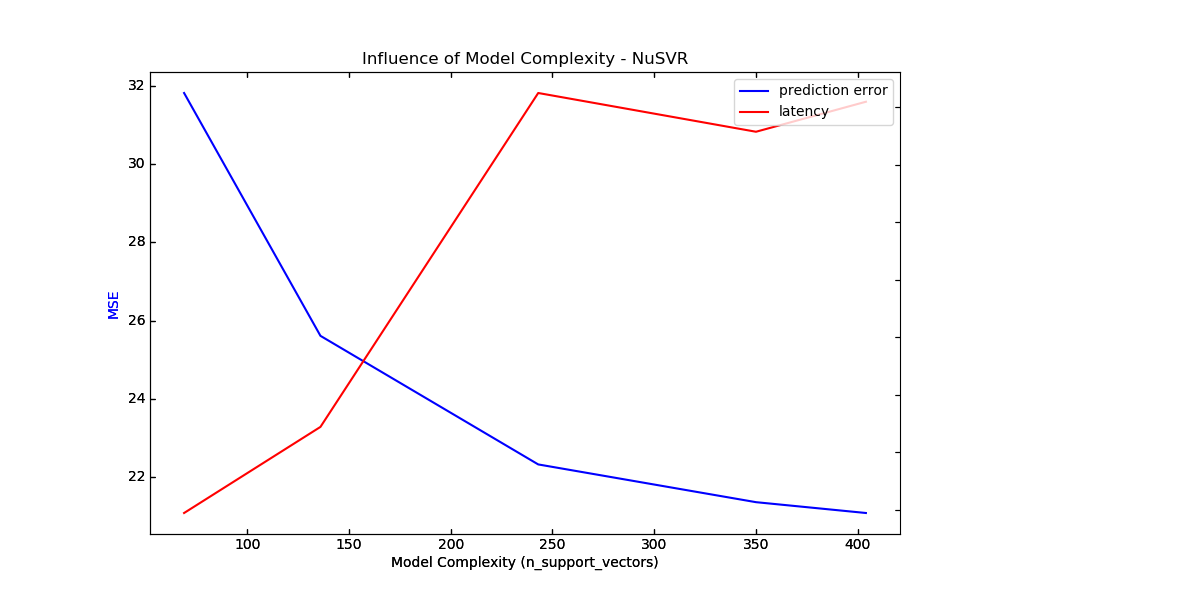 Influence of Model Complexity - NuSVR
prediction error
latency
32
30
28
26
24
22
MSE
100 150 200 250 300 350 400
Model Complexity (n_support_vectors)